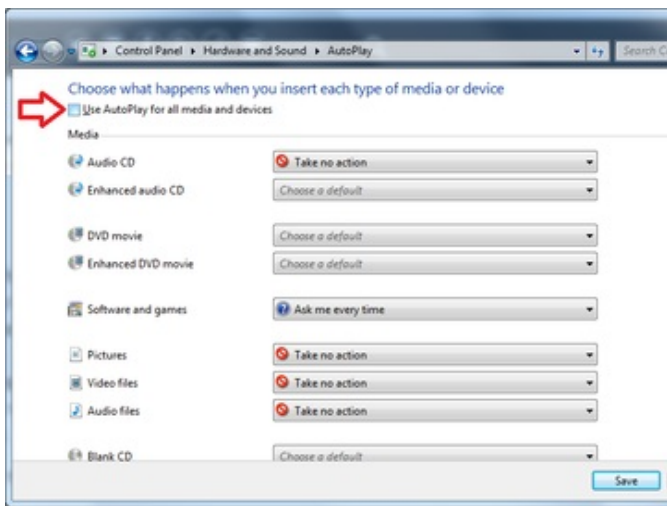 Control Panel ▸ Hardware and Sound ▸ AutoPlay
Search C
Choose what happens when you insert each type of media or device
Use AutoPlay for all media and devices
Media
Audio CD Take no action
Enhanced audio CD Choose a default
DVD movie Choose a default
Enhanced DVD movie Choose a default
Software and games Ask me every time
Pictures Take no action
Video files Take no action
Audio files Take no action
Blank CD Choose a default
Save